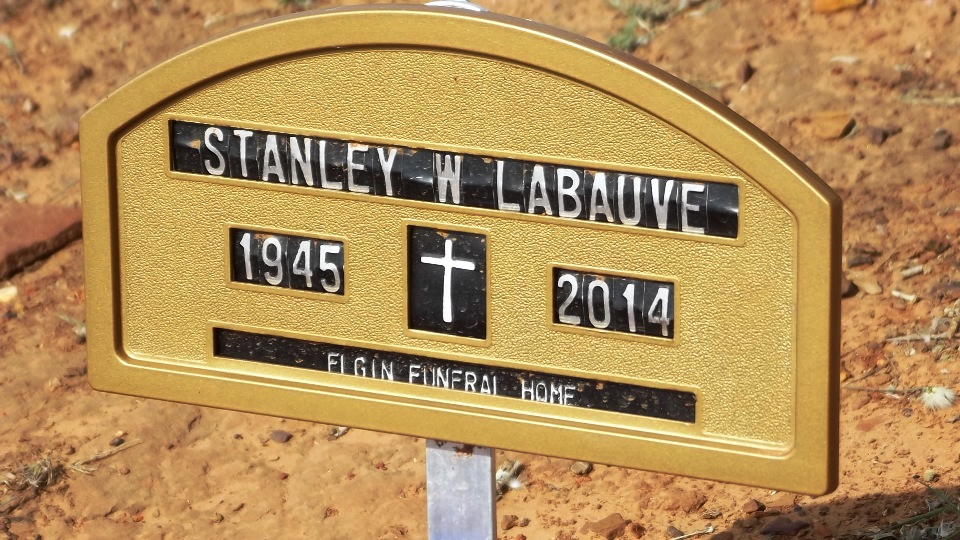 STANLEY W LABAUVE
1945 2014
ELGIN FUNERAL HOME